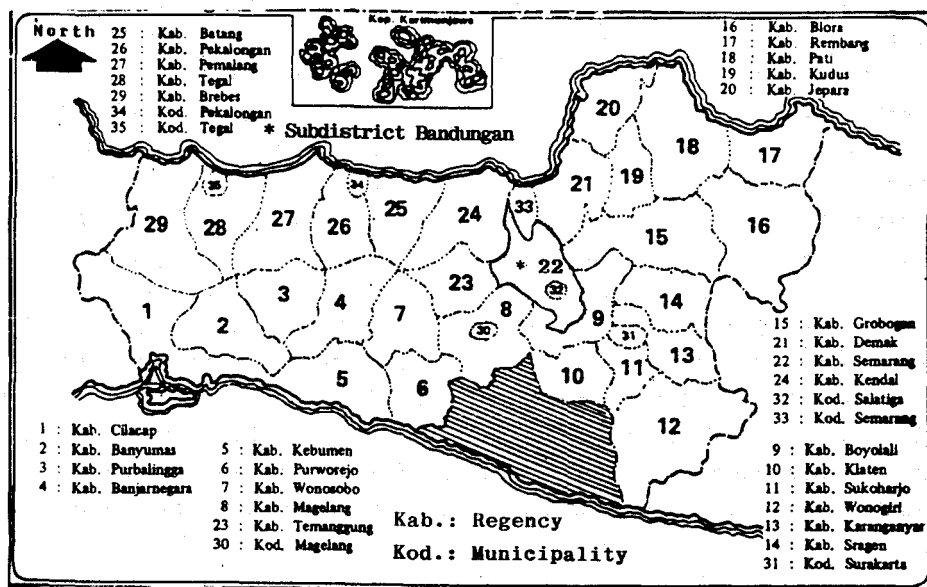 North
25 : Kab. Batang
26 : Kab. Pekalongan
27 : Kab. Pemalang
28 : Kab. Tegal
29 : Kab. Brebes
34 : Kod. Pekalongan
35 : Kod. Tegal
* Subdistrict Bandungan
Kep. Karimunjawa
16 : Kab. Blora
17 : Kab. Rembang
18 : Kab. Pati
19 : Kab. Kudus
20 : Kab. Jepara
20
18
17
19
21
35
34
33
29
28
27
26
25
24
15
16
* 22
32
23
14
1
2
3
4
7
8
30
9
31
13
5
6
10
11
12
15 : Kab. Grobogan
21 : Kab. Demak
22 : Kab. Semarang
24 : Kab. Kendal
32 : Kod. Salatiga
33 : Kod. Semarang
1 : Kab. Cilacap
2 : Kab. Banyumas
3 : Kab. Purbalingga
4 : Kab. Banjarnegara
5 : Kab. Kebumen
6 : Kab. Purworejo
7 : Kab. Wonosobo
8 : Kab. Magelang
23 : Kab. Temanggung
30 : Kod. Magelang
Kab.: Regency
Kod.: Municipality
9 : Kab. Boyolali
10 : Kab. Klaten
11 : Kab. Sukoharjo
12 : Kab. Wonogiri
13 : Kab. Karanganyar
14 : Kab. Sragen
31 : Kod. Surakarta